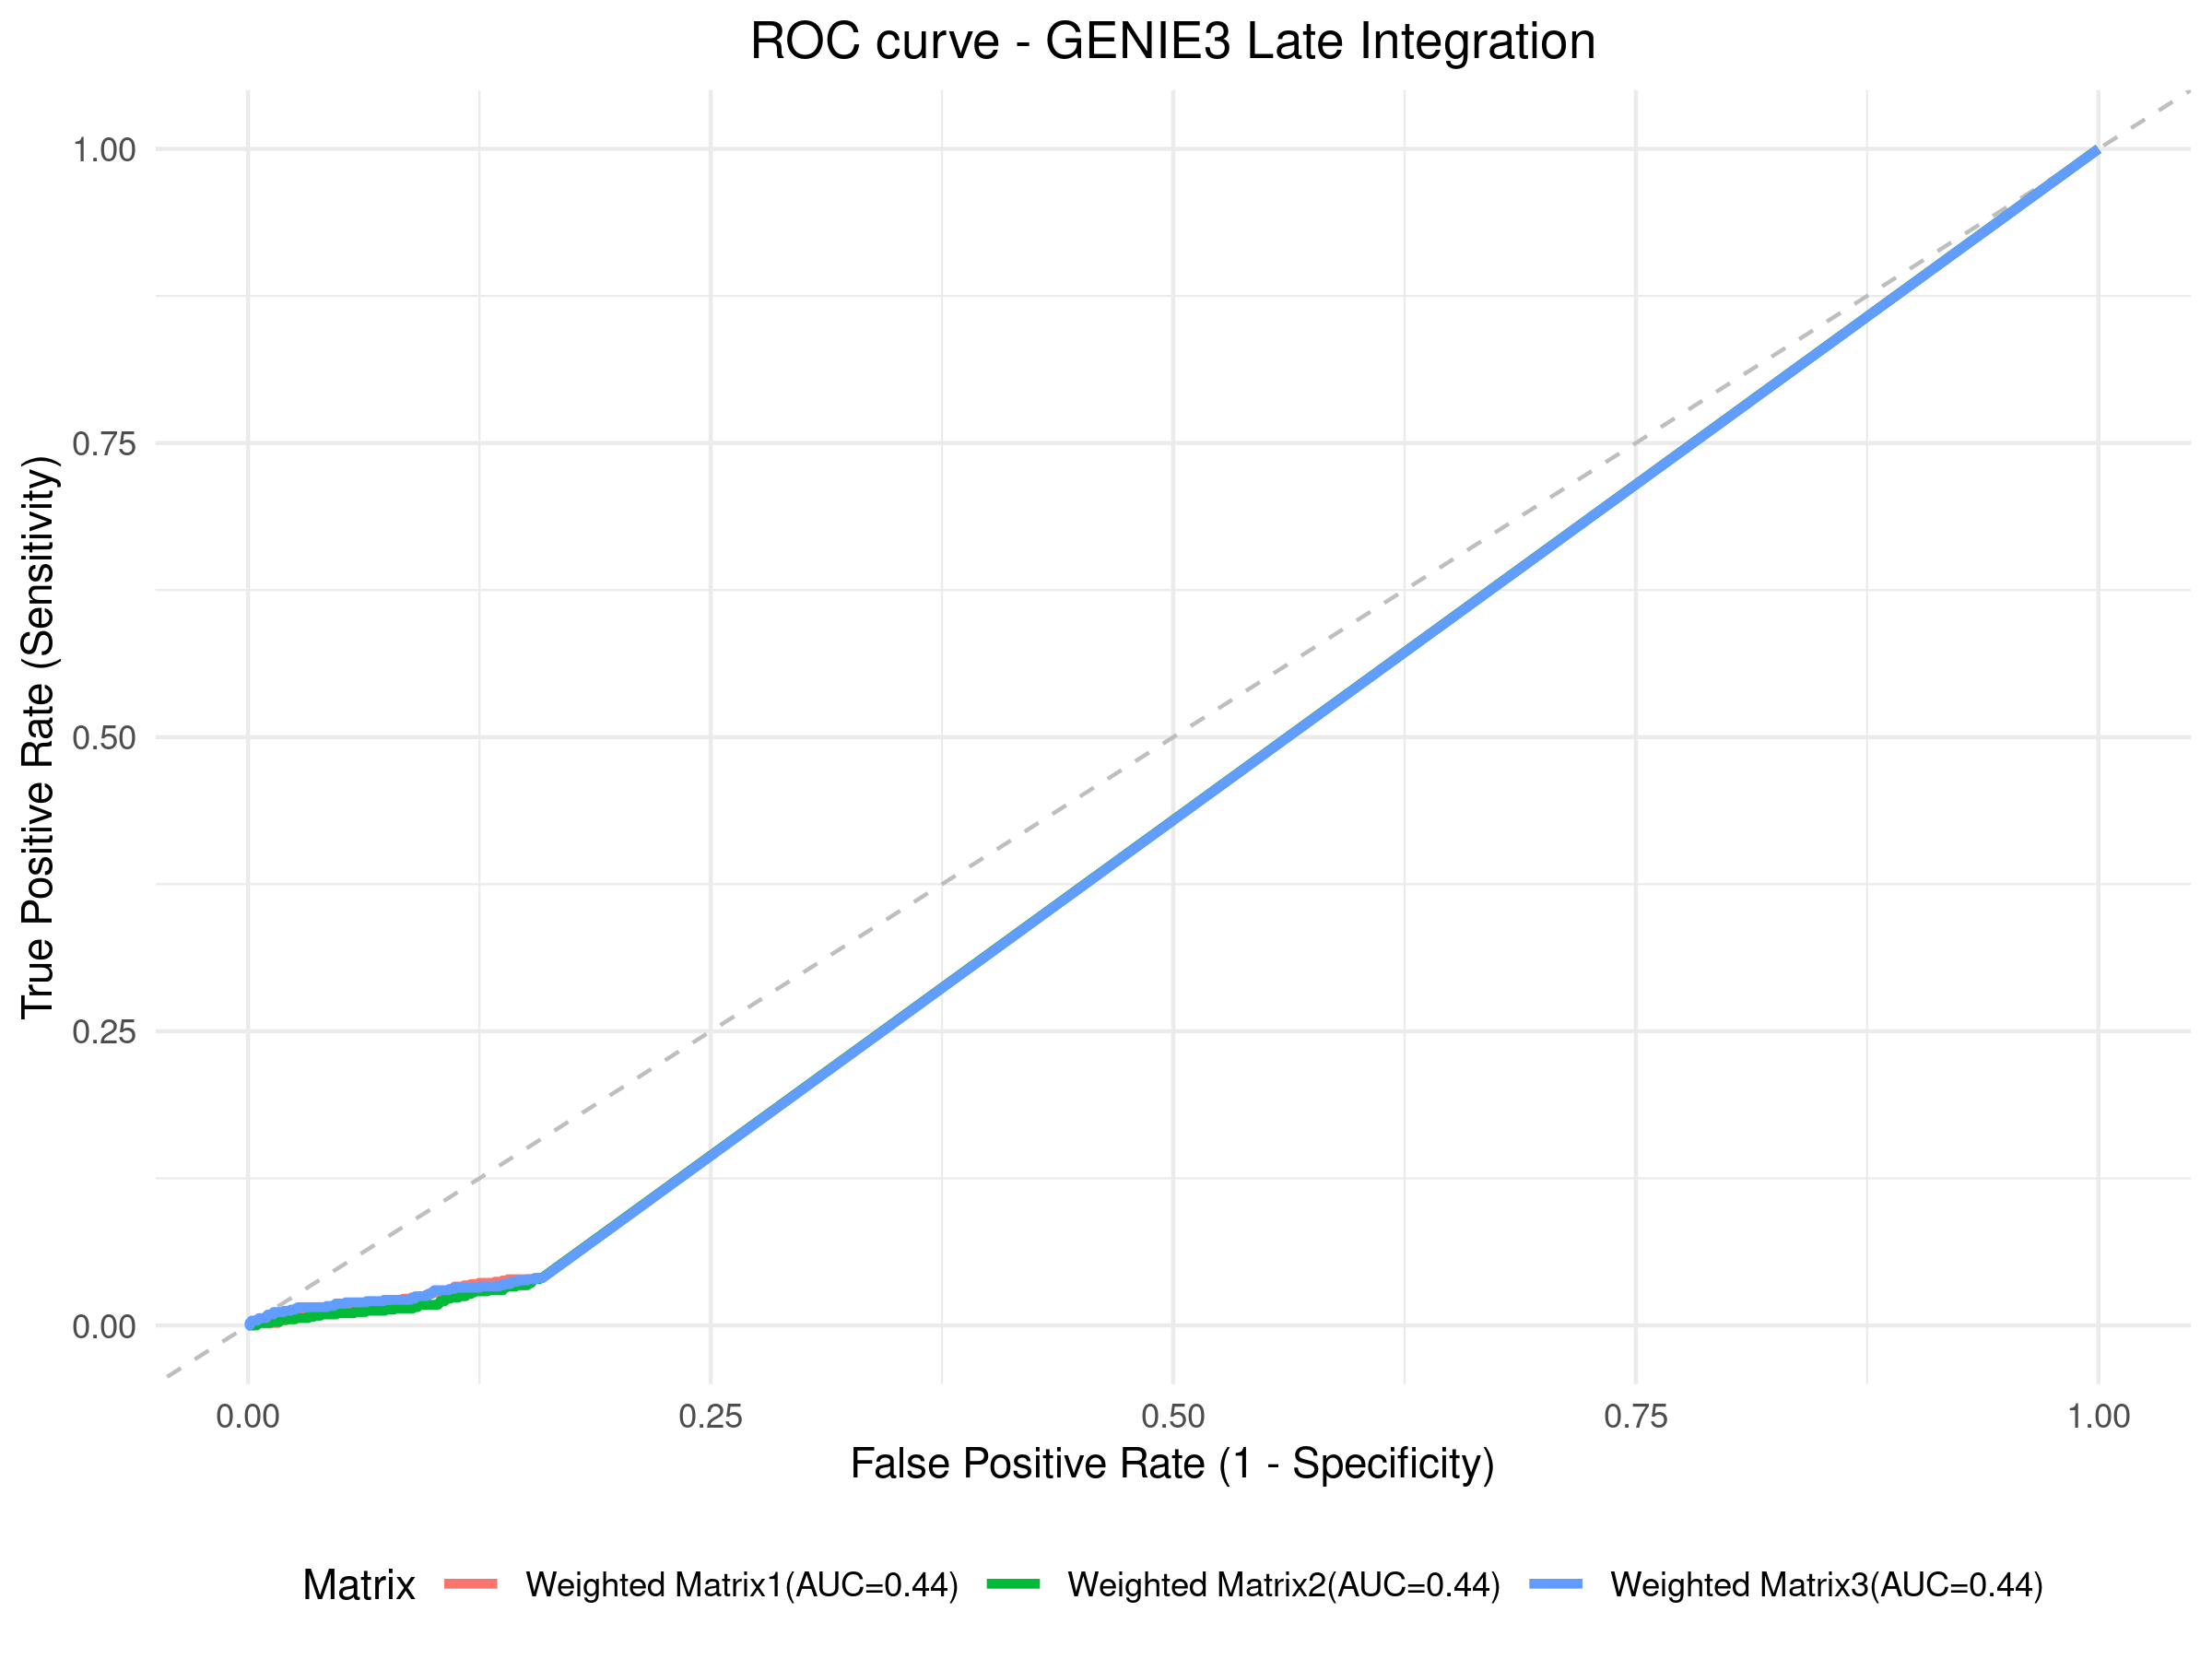 ROC curve - GENIE3 Late Integration
True Positive Rate (Sensitivity)
1.00
0.75
0.50
0.25
0.00
0.00 0.25 0.50 0.75 1.00
False Positive Rate (1 - Specificity)
Matrix Weighted Matrix1(AUC=0.44) Weighted Matrix2(AUC=0.44) Weighted Matrix3(AUC=0.44)